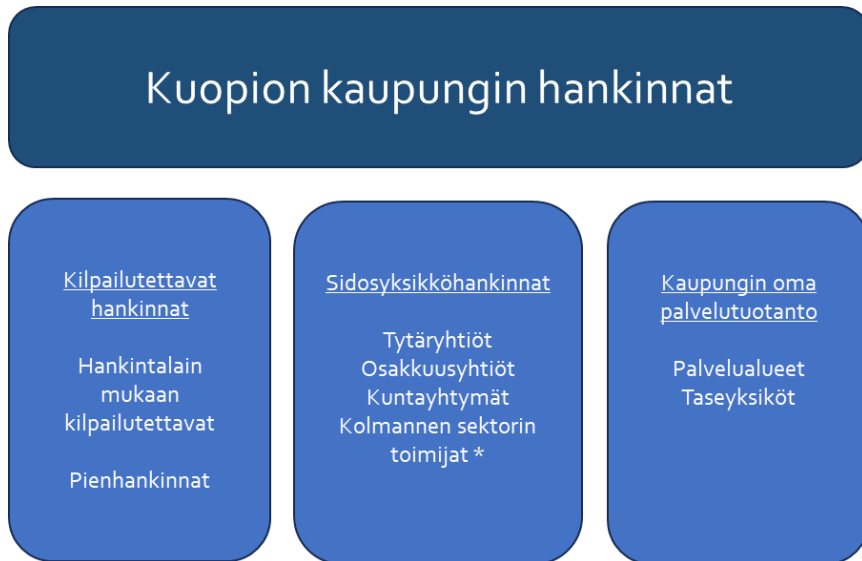 Kuopion kaupungin hankinnat
Kilpailutettavat
hankinnat
Hankintalain
mukaan
kilpailutettavat
Pienhankinnat
Sidosyksikköhankinnat
Tytäryhtiöt
Osakkuusyhtiöt
Kuntayhtymät
Kolmannen sektorin
toimijat *
Kaupungin oma
palvelutuotanto
Palvelualueet
Taseyksiköt